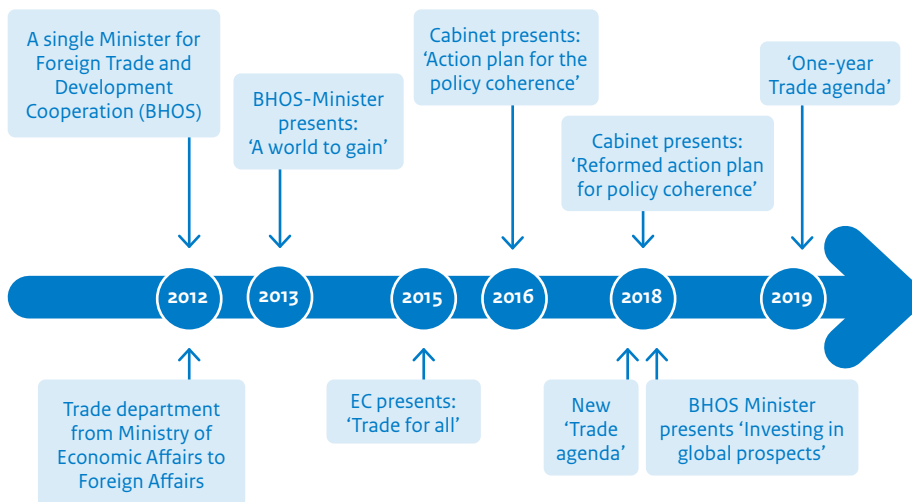 A single Minister for
Foreign Trade and
Development
Cooperation (BHOS)
BHOS-Minister
presents:
‘A world to gain’
Cabinet presents:
‘Action plan for the
policy coherence’
Cabinet presents:
‘Reformed action plan
for policy coherence’
‘One-year
Trade agenda’
2012
2013
2015
2016
2018
2019
Trade department
from Ministry of
Economic Affairs to
Foreign Affairs
EC presents:
‘Trade for all’
New
‘Trade
agenda’
BHOS Minister
presents ‘Investing in
global prospects’